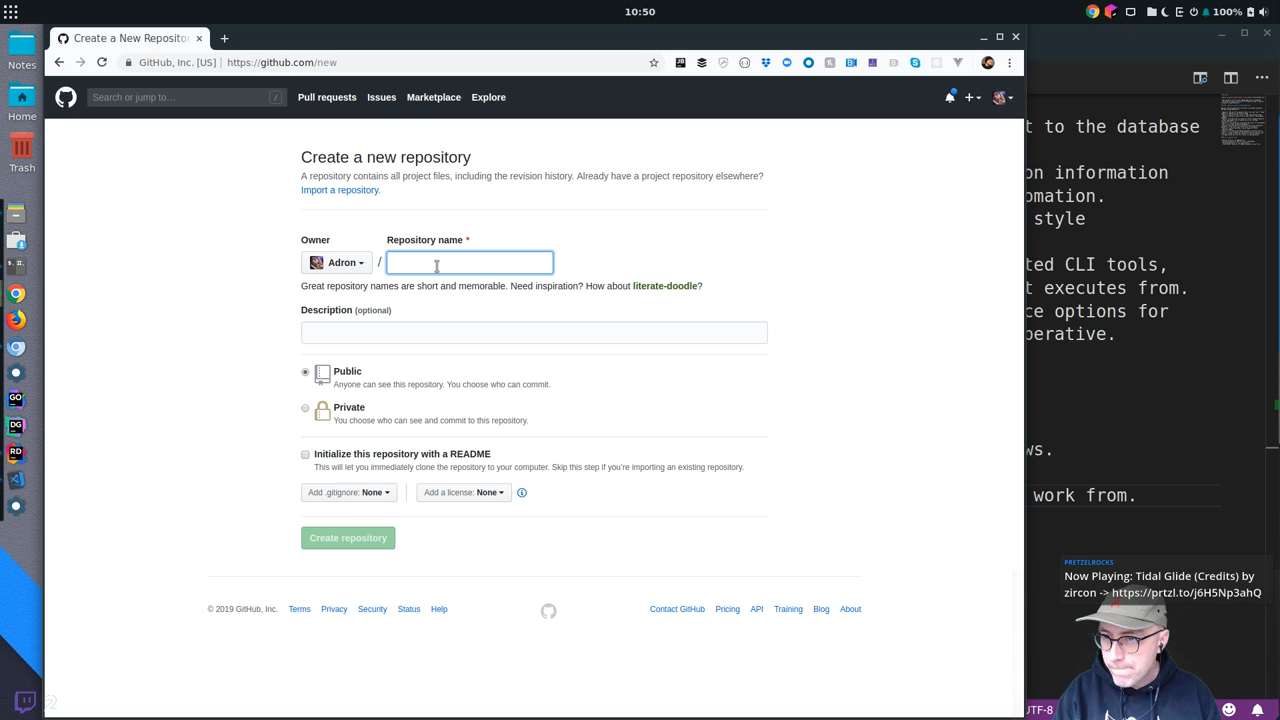 10:50
100%
Notes
Home
Trash
GO
DG
RD
Create a New Repositor
GitHub, Inc. [US] | https://github.com/new
Search or jump to… /
Pull requests Issues Marketplace Explore
Create a new repository
A repository contains all project files, including the revision history. Already have a project repository elsewhere?
Import a repository.
Owner Repository name *
Adron /
Great repository names are short and memorable. Need inspiration? How about literate-doodle?
Description (optional)
Public
Anyone can see this repository. You choose who can commit.
Private
You choose who can see and commit to this repository.
Initialize this repository with a README
This will let you immediately clone the repository to your computer. Skip this step if you’re importing an existing repository.
Add .gitignore: None Add a license: None
Create repository
© 2019 GitHub, Inc. Terms Privacy Security Status Help
Contact GitHub Pricing API Training Blog About
to the database
on information
style
CLI tools,
xecutes from.
ce options for
perative.
ws.
work from.
PRETZELROCKS
Now Playing: Tidal Glide (Credits) by
zircon -> https://prtzl.to/j6H5Np3ahQ
UTF-8